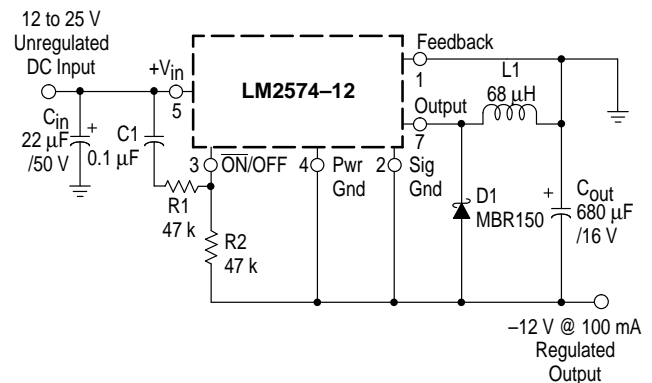 12 to 25 V
Unregulated
DC Input
+Vin
5
Cin
22 µF
/50 V
C1
0.1 µF
LM2574–12
Feedback
1
Output
7
L1
68 µH
3
ON/OFF
4
Pwr
Gnd
2
Sig
Gnd
R1
47 k
R2
47 k
D1
MBR150
Cout
680 µF
/16 V
–12 V @ 100 mA
Regulated
Output